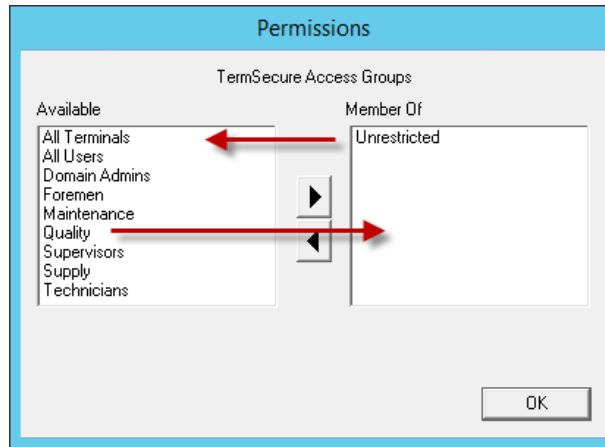 Permissions
TermSecure Access Groups
Available
Member Of
All Terminals
All Users
Domain Admins
Foremen
Maintenance
Quality
Supervisors
Supply
Technicians
Unrestricted
OK